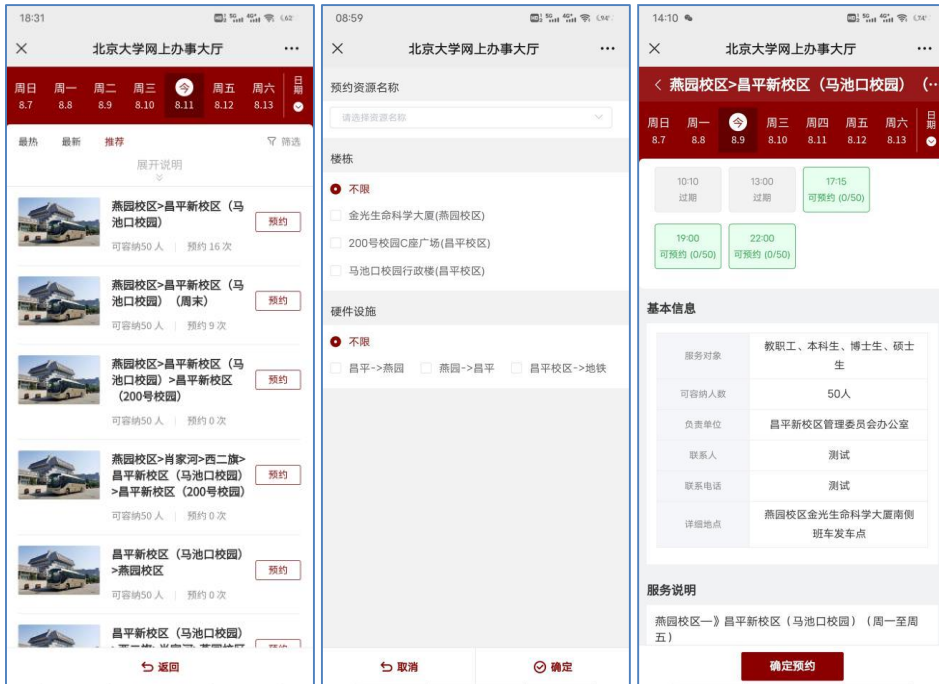 18:31
× 北京大学网上办事大厅 •••
周日 周一 周二 周三 今 周五 周六 日期
8.7 8.8 8.9 8.10 8.11 8.12 8.13
最热 最新 推荐 筛选
展开说明
燕园校区>昌平新校区（马
池口校园）
预约
可容纳50人 | 预约 16 次
燕园校区>昌平新校区（马
池口校园）（周末）
预约
可容纳50人 | 预约 9 次
燕园校区>昌平新校区（马
池口校园）>昌平新校区
（200号校园）
预约
可容纳50人 | 预约 0 次
燕园校区>肖家河>西二旗>
昌平新校区（马池口校园）
>昌平新校区（200号校园）
预约
可容纳50人 | 预约 0 次
昌平新校区（马池口校园）
>燕园校区
预约
可容纳50人 | 预约 0 次
昌平新校区（马池口校园）
返回
08:59
× 北京大学网上办事大厅 •••
预约资源名称
请选择资源名称
楼栋
不限
金光生命科学大厦(燕园校区)
200号校园C座广场(昌平校区)
马池口校园行政楼(昌平校区)
硬件设施
不限
昌平->燕园 燕园->昌平 昌平校区->地铁
取消 确定
14:10
× 北京大学网上办事大厅 •••
< 燕园校区>昌平新校区（马池口校园）（…
周日 周一 今 周三 周四 周五 周六 日期
8.7 8.8 8.9 8.10 8.11 8.12 8.13
10:10 13:00 17:15
过期 过期 可预约 (0/50)
19:00 22:00
可预约 (0/50) 可预约 (0/50)
基本信息
服务对象 教职工、本科生、博士生、硕士
生
可容纳人数 50人
负责单位 昌平新校区管理委员会办公室
联系人 测试
联系电话 测试
详细地点 燕园校区金光生命科学大厦南侧
班车发车点
服务说明
燕园校区—》昌平新校区（马池口校园）（周一至周
五）
确定预约